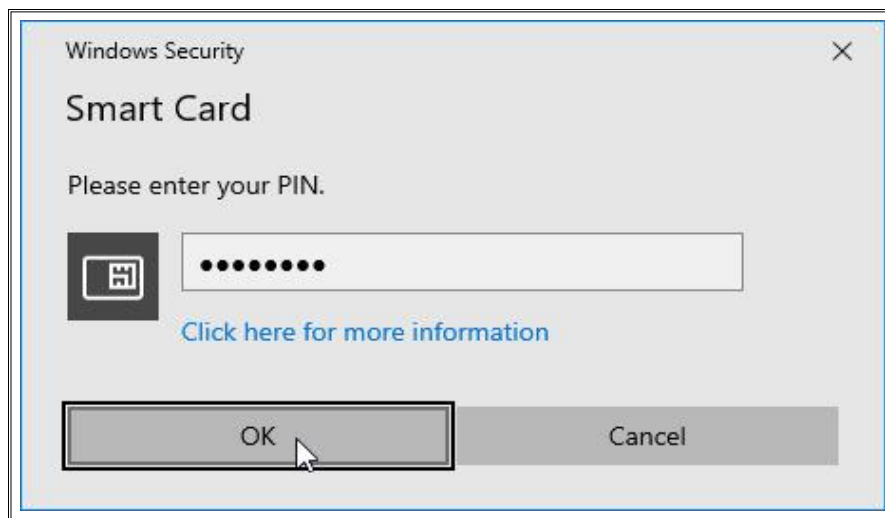 Windows Security
Smart Card
Please enter your PIN.
••••••••
Click here for more information
OK
Cancel